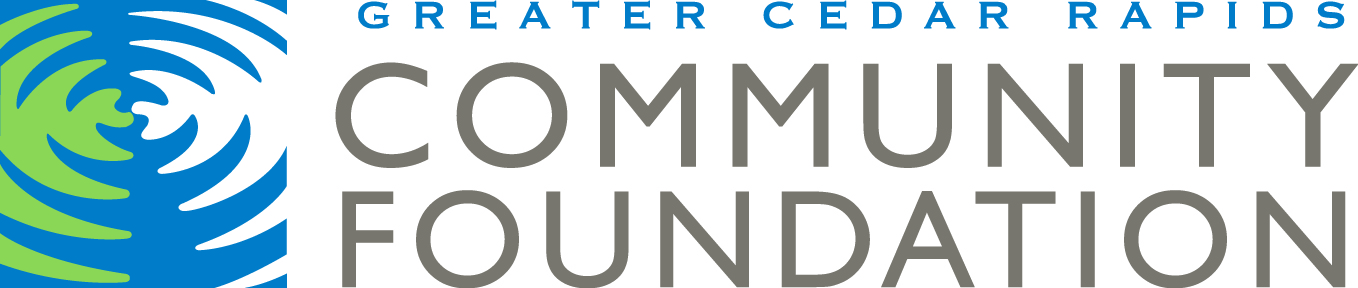 GREATER CEDAR RAPIDS
COMMUNITY
FOUNDATION